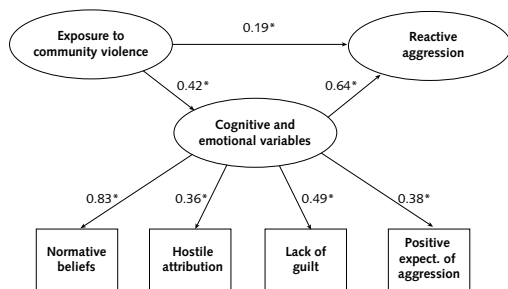 Exposure to
community violence
0.19*
Reactive
aggression
0.42*
0.64*
Cognitive and
emotional variables
0.83*
0.36*
0.49*
0.38*
Normative
beliefs
Hostile
attribution
Lack of
guilt
Positive
expect. of
aggression